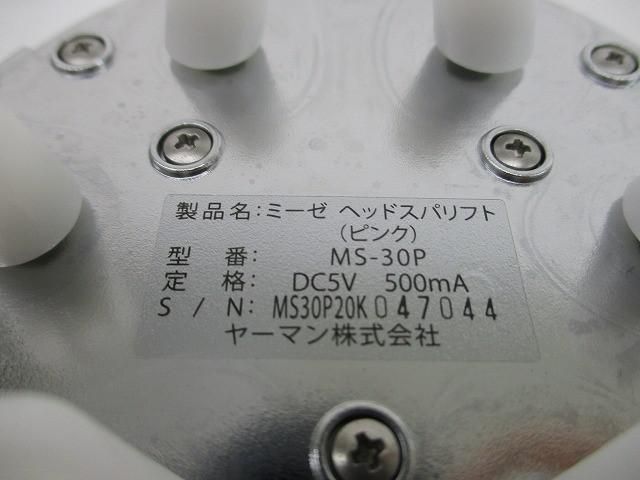 製品名:ミーゼ ヘッドスパリフト
(ピンク)
型 番: MS-30P
定 格: DC5V 500mA
S / N: MS30P20K047044
ヤーマン株式会社